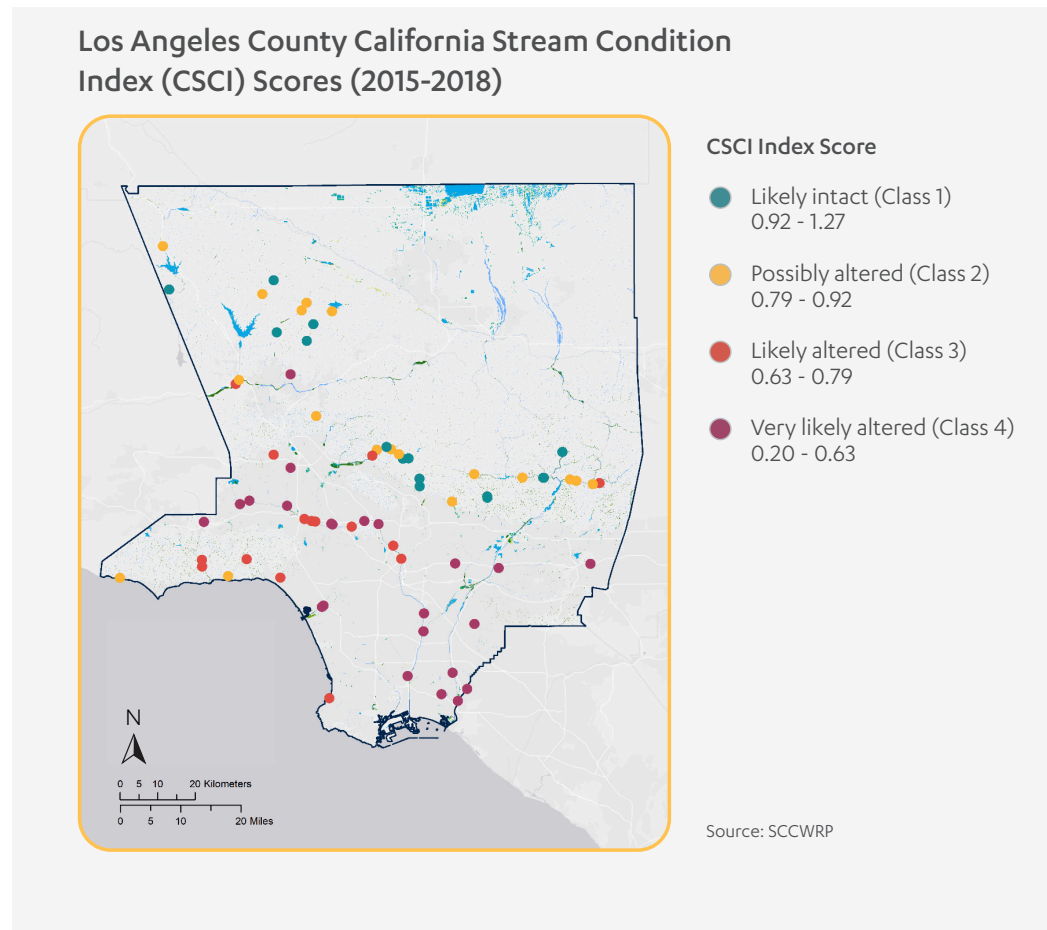 Los Angeles County California Stream Condition
Index (CSCI) Scores (2015-2018)
CSCI Index Score
Likely intact (Class 1)
0.92 - 1.27
Possibly altered (Class 2)
0.79 - 0.92
Likely altered (Class 3)
0.63 - 0.79
Very likely altered (Class 4)
0.20 - 0.63
N
0 5 10 20 Kilometers
0 5 10 20 Miles
Source: SCCWRP